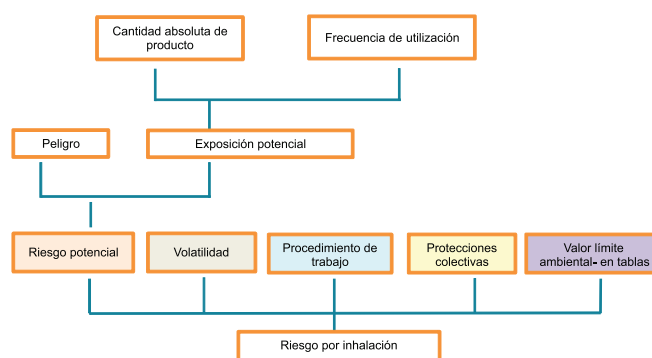 Cantidad absoluta de
producto
Frecuencia de utilización
Peligro
Exposición potencial
Riesgo potencial
Volatilidad
Procedimiento de
trabajo
Protecciones
colectivas
Valor límite
ambiental- en tablas
Riesgo por inhalación